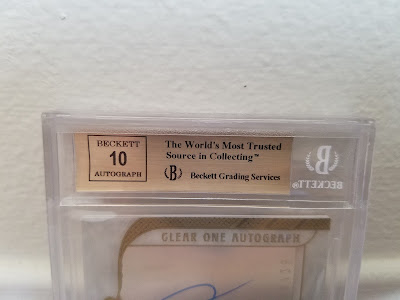 BECKETT
10
AUTOGRAPH
The World's Most Trusted
Source in Collecting™
B Beckett Grading Services
B
BECKETT®
CLEAR ONE AUTOGRAPH